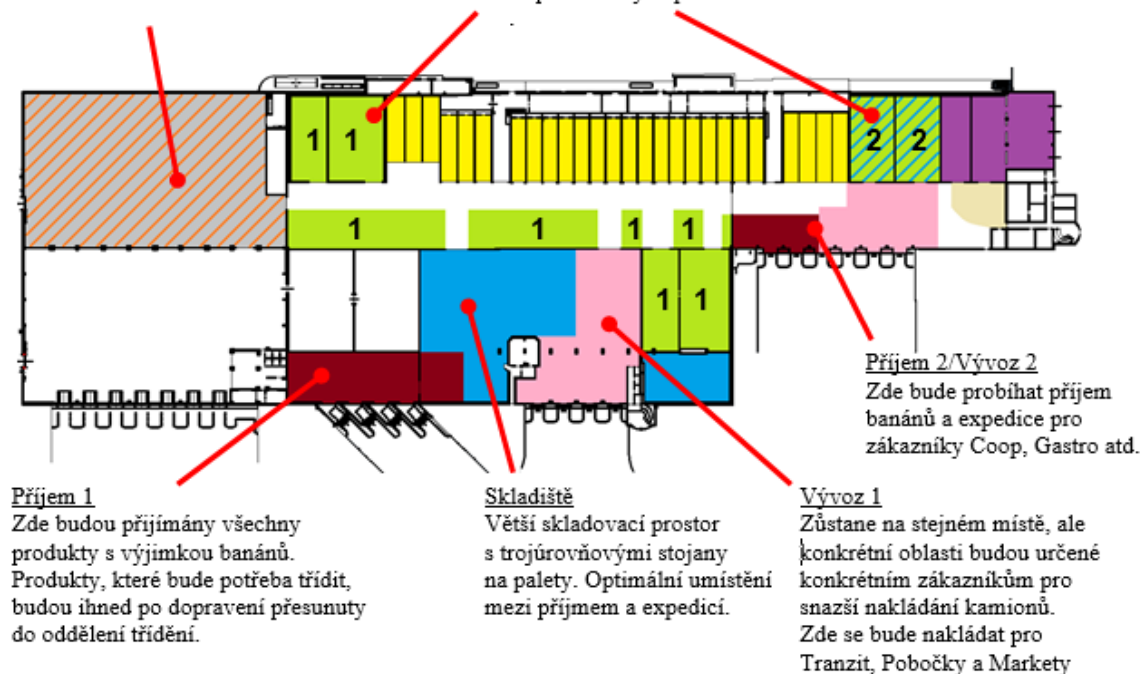 1
1
2
2
1
1
1
1
1
1
Příjem 2/Vývoz 2
Zde bude probíhat příjem
banánů a expedice pro
zákazníky Coop, Gastro atd.
Příjem 1
Zde budou přijímány všechny
produkty s výjimkou banánů.
Produkty, které bude potřeba třídit,
budou ihned po dopravení přesunuty
do oddělení třídění.
Skladiště
Větší skladovací prostor
s trojúrovňovými stojany
na palety. Optimální umístění
mezi příjmem a expedicí.
Vývoz 1
Zůstane na stejném místě, ale
konkrétní oblasti budou určené
konkrétním zákazníkům pro
snazší nakládání kamionů.
Zde se bude nakládat pro
Tranzit, Pobočky a Markety